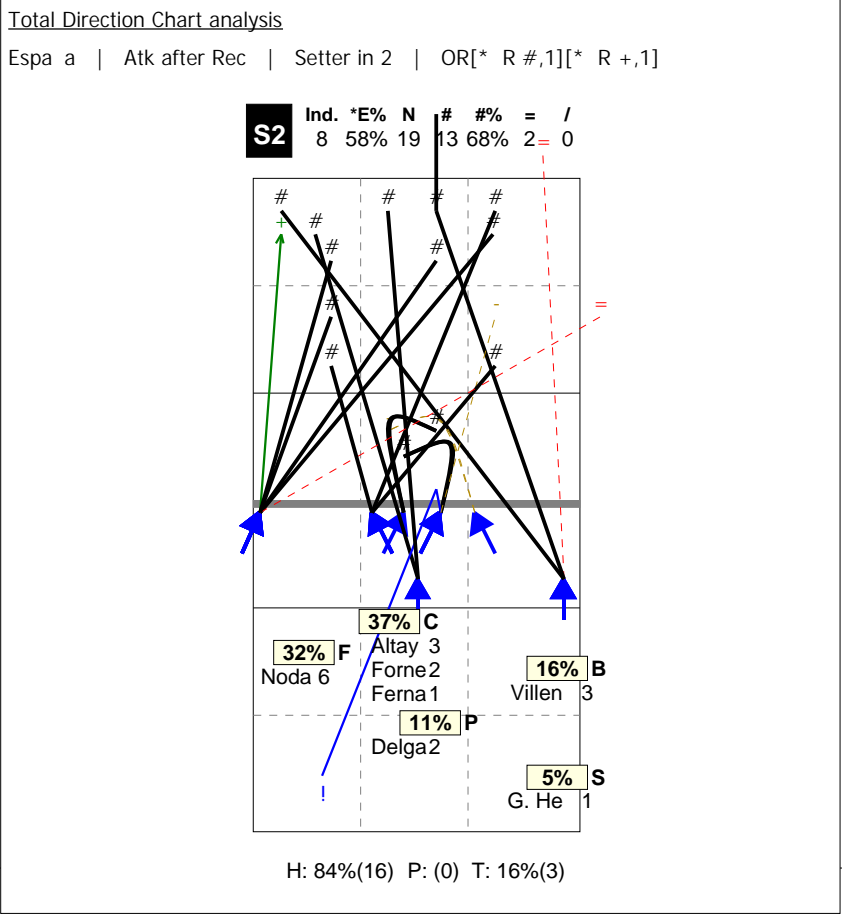 Total Direction Chart analysis
Espa a | Atk after Rec | Setter in 2 | OR[* R #,1][* R +,1]
S2 Ind. *E% N # #% = /
8 58% 19 13 68% 2 0
=
# # # #
+ # #
# #
# - =
# #
#
#
37% C
32% F Altay 3
Noda 6 Forne 2 16% B
Ferna 1 Villen 3
11% P
Delga 2
5% S
! G. He 1
H: 84%(16) P: (0) T: 16%(3)